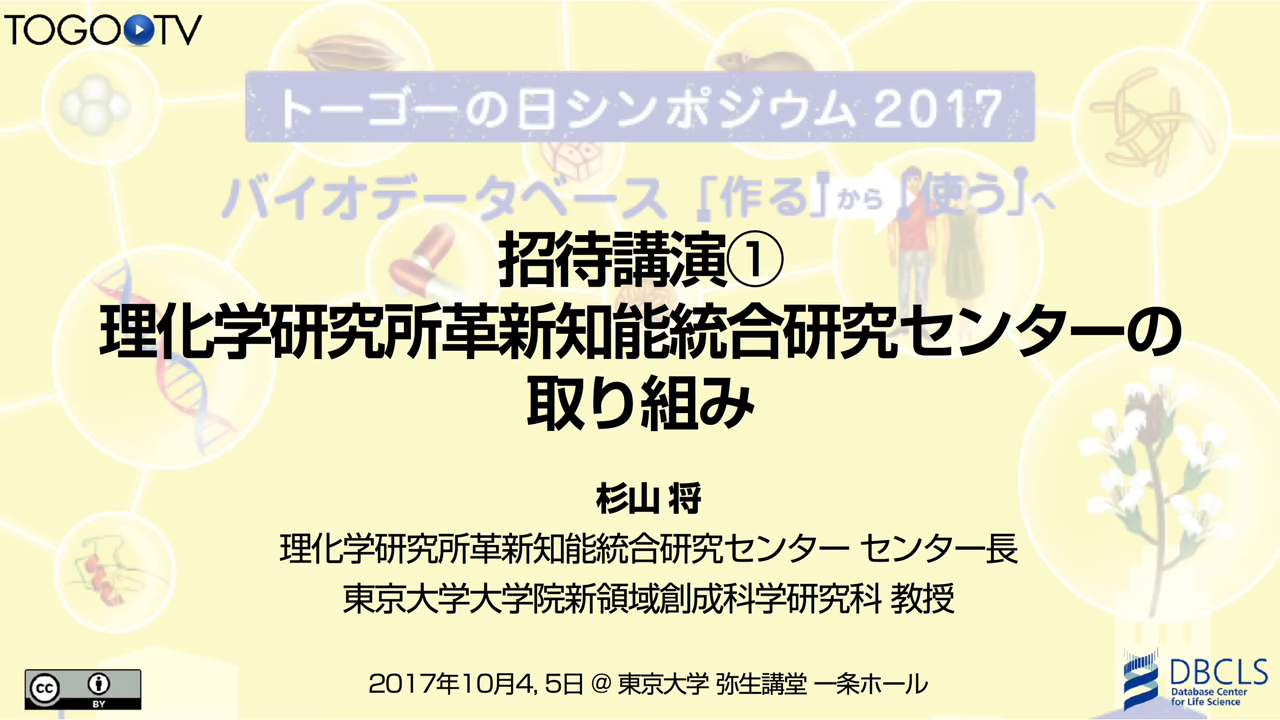 TOGO TV
トーゴーの日シンポジウム 2017
バイオデータベース「作る」から「使う」へ
招待講演①
理化学研究所革新知能統合研究センターの
取り組み
杉山 将
理化学研究所革新知能統合研究センター センター長
東京大学大学院新領域創成科学研究科 教授
2017年10月4, 5日 @ 東京大学 弥生講堂 一条ホール
cc
BY
DBCLS
Database Center
for Life Science